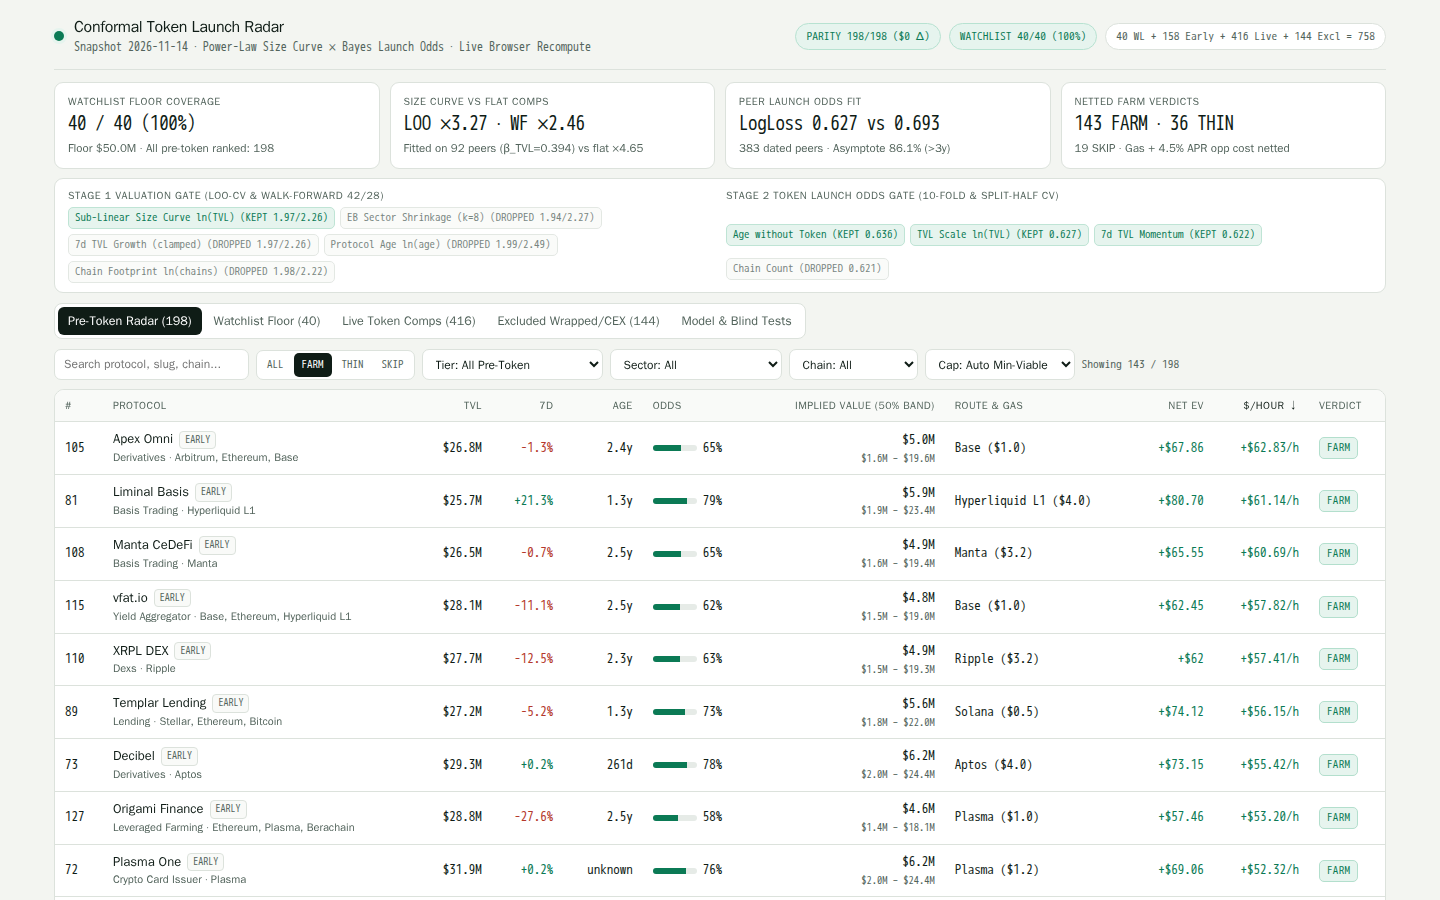 Conformal Token Launch Radar
Snapshot 2026-11-14 · Power-Law Size Curve × Bayes Launch Odds · Live Browser Recompute
PARITY 198/198 ($0 Δ)
WATCHLIST 40/40 (100%)
40 WL + 158 Early + 416 Live + 144 Excl = 758
WATCHLIST FLOOR COVERAGE
40 / 40 (100%)
Floor $50.0M · All pre-token ranked: 198
SIZE CURVE VS FLAT COMPS
LOO ×3.27 · WF ×2.46
Fitted on 92 peers (β_TVL=0.394) vs flat ×4.65
PEER LAUNCH ODDS FIT
LogLoss 0.627 vs 0.693
383 dated peers · Asymptote 86.1% (>3y)
NETTED FARM VERDICTS
143 FARM · 36 THIN
19 SKIP · Gas + 4.5% APR opp cost netted
STAGE 1 VALUATION GATE (LOO-CV & WALK-FORWARD 42/28)
Sub-Linear Size Curve ln(TVL) (KEPT 1.97/2.26)
EB Sector Shrinkage (k=8) (DROPPED 1.94/2.27)
7d TVL Growth (clamped) (DROPPED 1.97/2.26)
Protocol Age ln(age) (DROPPED 1.99/2.49)
Chain Footprint ln(chains) (DROPPED 1.98/2.22)
STAGE 2 TOKEN LAUNCH ODDS GATE (10-FOLD & SPLIT-HALF CV)
Age without Token (KEPT 0.636)
TVL Scale ln(TVL) (KEPT 0.627)
7d TVL Momentum (KEPT 0.622)
Chain Count (DROPPED 0.621)
Pre-Token Radar (198)
Watchlist Floor (40)
Live Token Comps (416)
Excluded Wrapped/CEX (144)
Model & Blind Tests
Search protocol, slug, chain...
ALL FARM THIN SKIP
Tier: All Pre-Token
Sector: All
Chain: All
Cap: Auto Min-Viable
Showing 143 / 198
# PROTOCOL TVL 7D AGE ODDS IMPLIED VALUE (50% BAND) ROUTE & GAS NET EV $/HOUR ↓ VERDICT
105 Apex Omni EARLY $26.8M -1.3% 2.4y 65% $5.0M Base ($1.0) +$67.86 +$62.83/h FARM
Derivatives · Arbitrum, Ethereum, Base $1.6M – $19.6M
81 Liminal Basis EARLY $25.7M +21.3% 1.3y 79% $5.9M Hyperliquid L1 ($4.0) +$80.70 +$61.14/h FARM
Basis Trading · Hyperliquid L1 $1.9M – $23.4M
108 Manta CeDeFi EARLY $26.5M -0.7% 2.5y 65% $4.9M Manta ($3.2) +$65.55 +$60.69/h FARM
Basis Trading · Manta $1.6M – $19.4M
115 vfat.io EARLY $28.1M -11.1% 2.5y 62% $4.8M Base ($1.0) +$62.45 +$57.82/h FARM
Yield Aggregator · Base, Ethereum, Hyperliquid L1 $1.5M – $19.0M
110 XRPL DEX EARLY $27.7M -12.5% 2.3y 63% $4.9M Ripple ($3.2) +$62 +$57.41/h FARM
Dexs · Ripple $1.5M – $19.3M
89 Templar Lending EARLY $27.2M -5.2% 1.3y 73% $5.6M Solana ($0.5) +$74.12 +$56.15/h FARM
Lending · Stellar, Ethereum, Bitcoin $1.8M – $22.0M
73 Decibel EARLY $29.3M +0.2% 261d 78% $6.2M Aptos ($4.0) +$73.15 +$55.42/h FARM
Derivatives · Aptos $2.0M – $24.4M
127 Origami Finance EARLY $28.8M -27.6% 2.5y 58% $4.6M Plasma ($1.0) +$57.46 +$53.20/h FARM
Leveraged Farming · Ethereum, Plasma, Berachain $1.4M – $18.1M
72 Plasma One EARLY $31.9M +0.2% unknown 76% $6.2M Plasma ($1.2) +$69.06 +$52.32/h FARM
Crypto Card Issuer · Plasma $2.0M – $24.4M